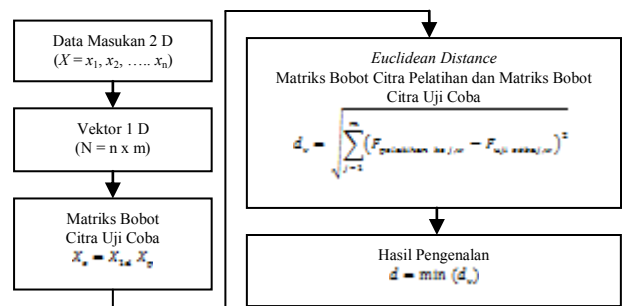 Data Masukan 2 D
(X = x₁, x₂, ….. xₙ)
Vektor 1 D
(N = n x m)
Matriks Bobot
Citra Uji Coba
Euclidean Distance
Matriks Bobot Citra Pelatihan dan Matriks Bobot
Citra Uji Coba
Hasil Pengenalan
d = min (dᵥ)